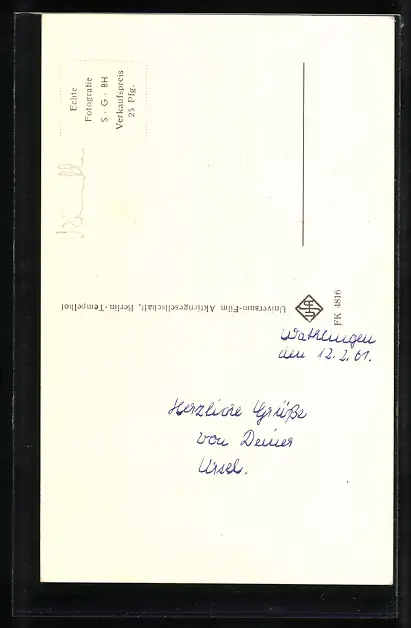 Echte
Fotografie
S · G · BH
Verkaufspreis
25 Pfg.
Universum-Film Aktiengesellschaft, Berlin-Tempelhof
FK 4816
Wathlingen
den 12.2.61.
Herzliche Grüße
von Deiner
Ursel.